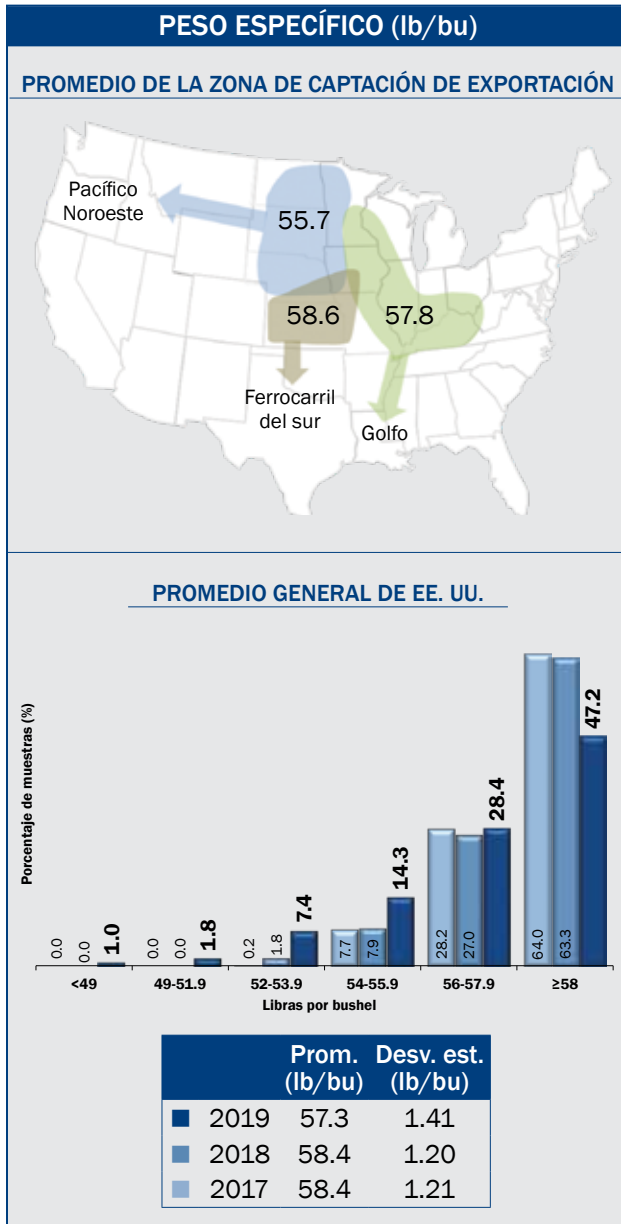 PESO ESPECÍFICO (lb/bu)
PROMEDIO DE LA ZONA DE CAPTACIÓN DE EXPORTACIÓN
Pacífico
Noroeste
55.7
58.6
57.8
Ferrocarril
del sur
Golfo
PROMEDIO GENERAL DE EE. UU.
Porcentaje de muestras (%)
0.0 0.0 1.0
0.0 0.0 1.8
0.2 1.8 7.4
7.7 7.9 14.3
28.2 27.0 28.4
64.0 63.3 47.2
<49 49-51.9 52-53.9 54-55.9 56-57.9 ≥58
Libras por bushel
Prom. Desv. est.
(lb/bu) (lb/bu)
2019 57.3 1.41
2018 58.4 1.20
2017 58.4 1.21